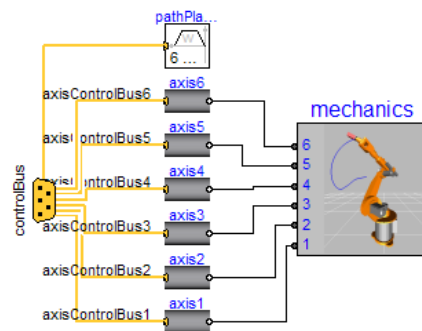 pathPla...
W
6 ...
axisControlBus6
axis6
mechanics
axisControlBus5
axis5
6
5
axisControlBus4
axis4
4
3
axisControlBus3
axis3
2
1
controlBus
axisControlBus2
axis2
axisControlBus1
axis1